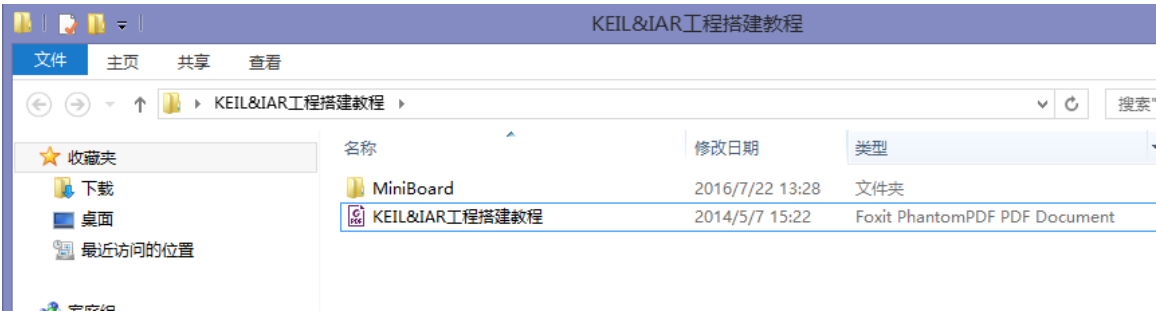 KEIL&IAR工程搭建教程
文件 主页 共享 查看
KEIL&IAR工程搭建教程 搜索"
收藏夹 名称 修改日期 类型
下载 MiniBoard 2016/7/22 13:28 文件夹
桌面 KEIL&IAR工程搭建教程 2014/5/7 15:22 Foxit PhantomPDF PDF Document
最近访问的位置